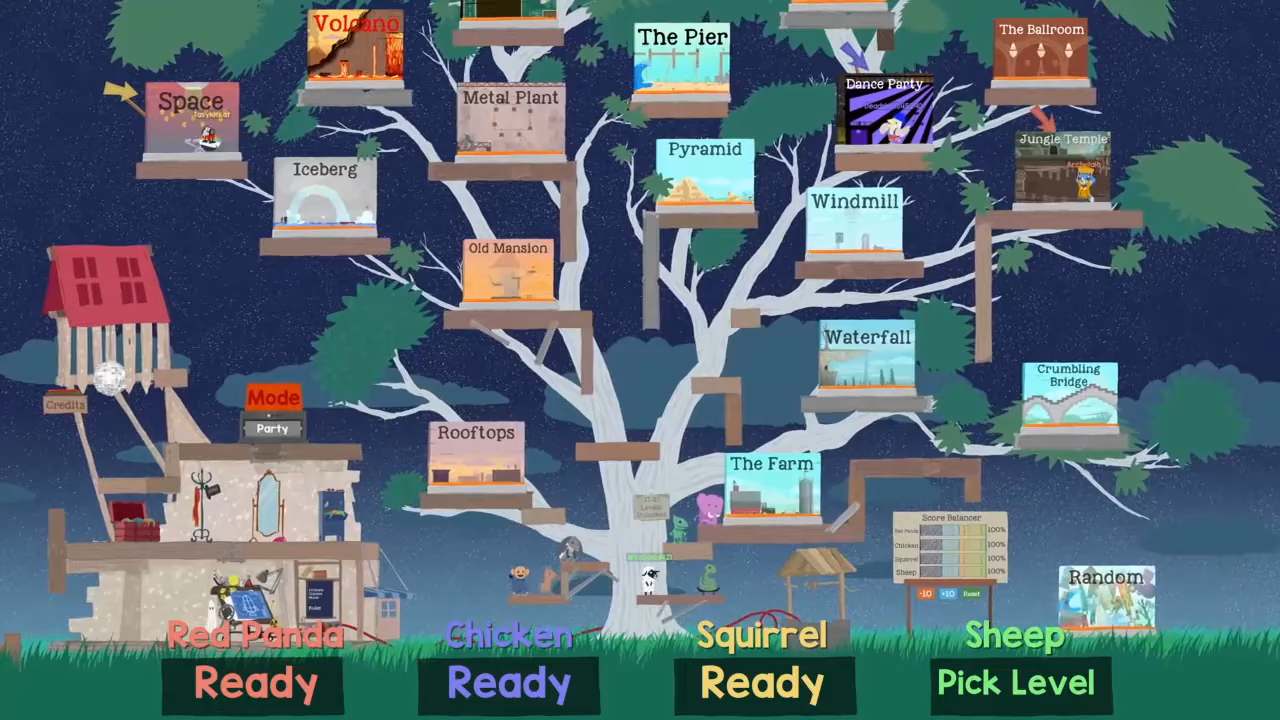 Volcano
The Pier
The Ballroom
Space
Metal Plant
Dance Party
Jungle Temple
Iceberg
Pyramid
Windmill
Old Mansion
Waterfall
Crumbling
Bridge
Credits
Mode
Party
Rooftops
The Farm
Levels
Unlocked
Score Balancer
Red Panda 100%
Chicken 100%
Squirrel 100%
Sheep 100%
-10 +10 Reset
Random
Red Panda
Chicken
Squirrel
Sheep
Ready
Ready
Ready
Pick Level